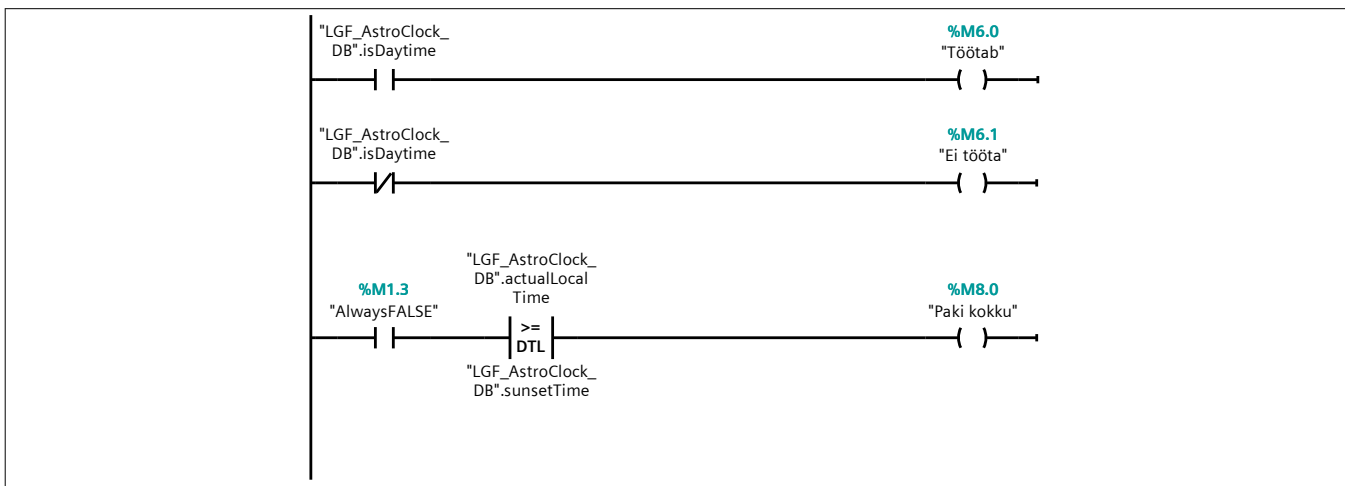 "LGF_AstroClock_
DB".isDaytime
%M6.0
"Töötab"
"LGF_AstroClock_
DB".isDaytime
%M6.1
"Ei tööta"
%M1.3
"AlwaysFALSE"
"LGF_AstroClock_
DB".actualLocal
Time
>=
DTL
"LGF_AstroClock_
DB".sunsetTime
%M8.0
"Paki kokku"